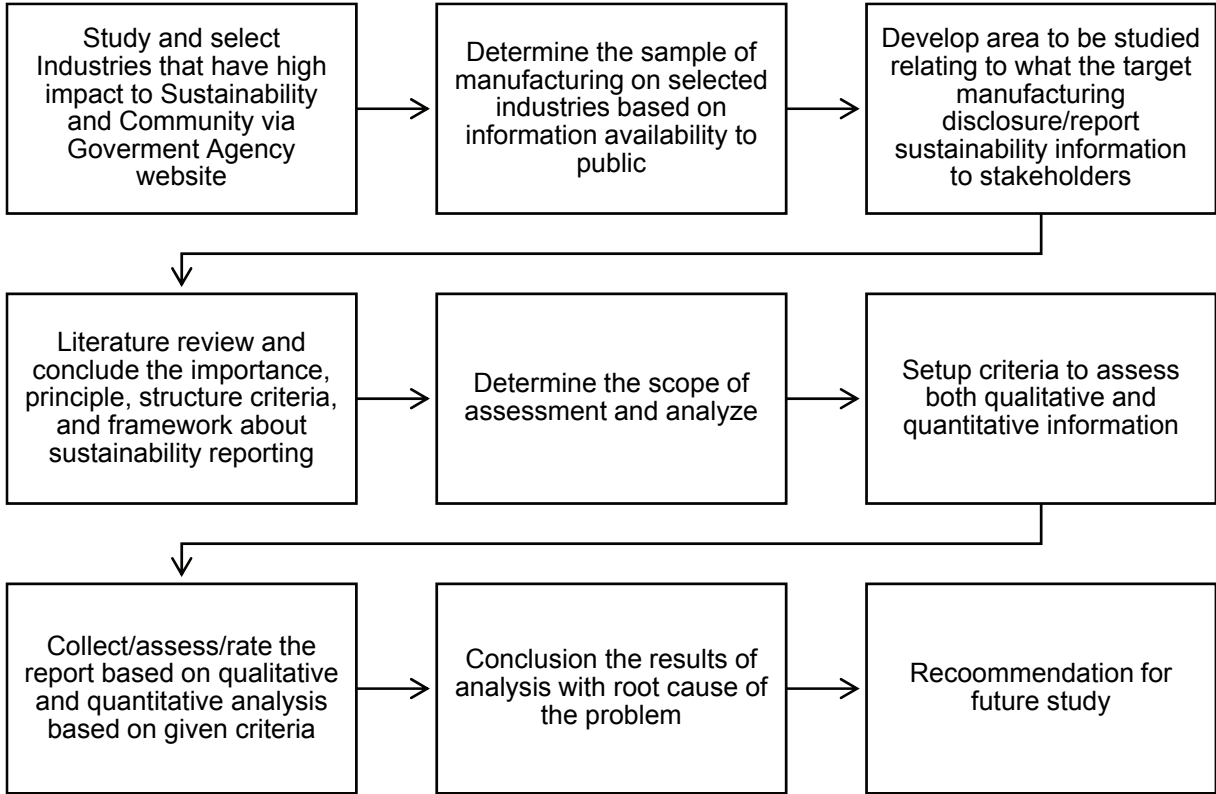 Study and select
Industries that have high
impact to Sustainability
and Community via
Goverment Agency
website
Determine the sample of
manufacturing on selected
industries based on
information availability to
public
Develop area to be studied
relating to what the target
manufacturing
disclosure/report
sustainability information
to stakeholders
Literature review and
conclude the importance,
principle, structure criteria,
and framework about
sustainability reporting
Determine the scope of
assessment and analyze
Setup criteria to assess
both qualitative and
quantitative information
Collect/assess/rate the
report based on qualitative
and quantitative analysis
based on given criteria
Conclusion the results of
analysis with root cause of
the problem
Recoommendation for
future study